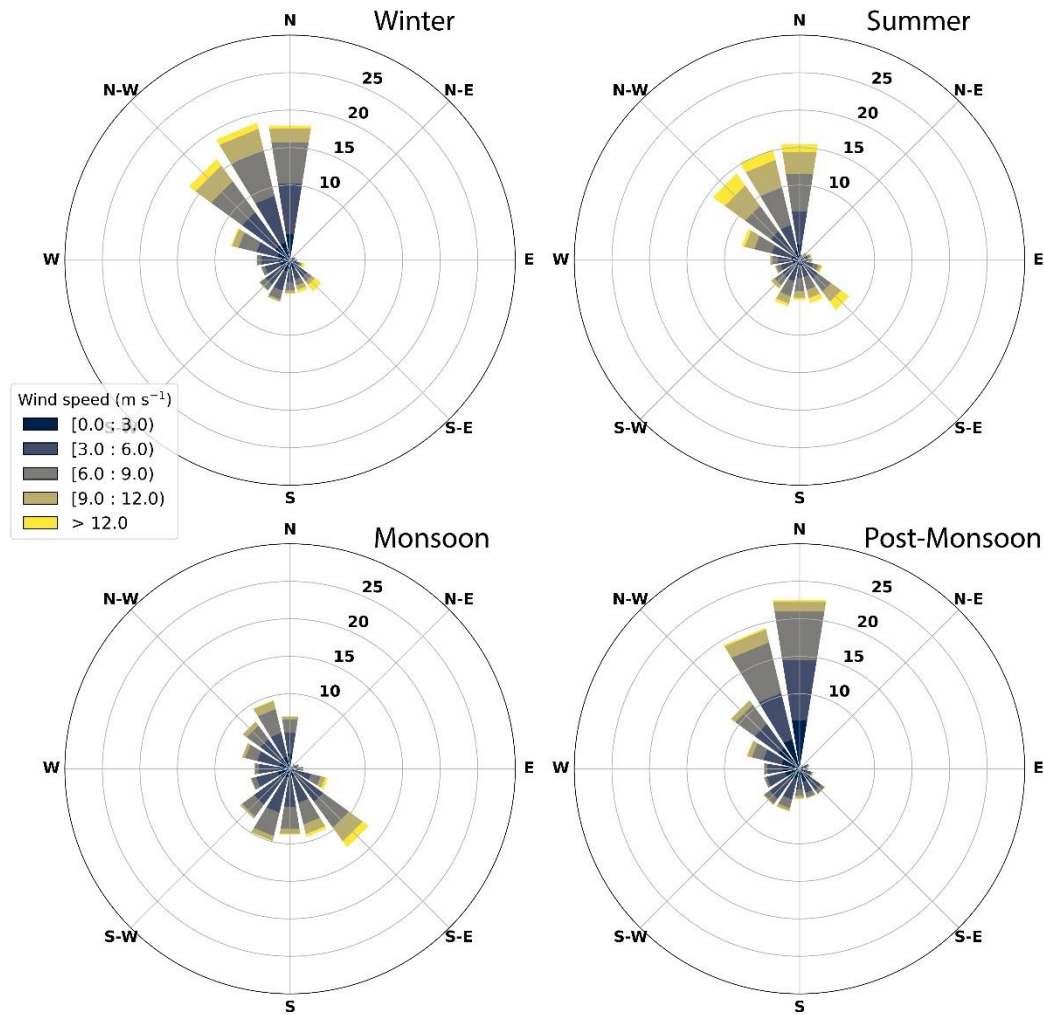 Winter
N
N-W
N-E
25
20
15
10
W
E
S-E
S
Summer
N
N-W
N-E
25
20
15
10
W
E
S-W
S-E
S
Wind speed (m s⁻¹)
[0.0 : 3.0)
[3.0 : 6.0)
[6.0 : 9.0)
[9.0 : 12.0)
> 12.0
Monsoon
N
N-W
N-E
25
20
15
10
W
E
S-W
S-E
S
Post-Monsoon
N
N-W
N-E
25
20
15
10
W
E
S-W
S-E
S